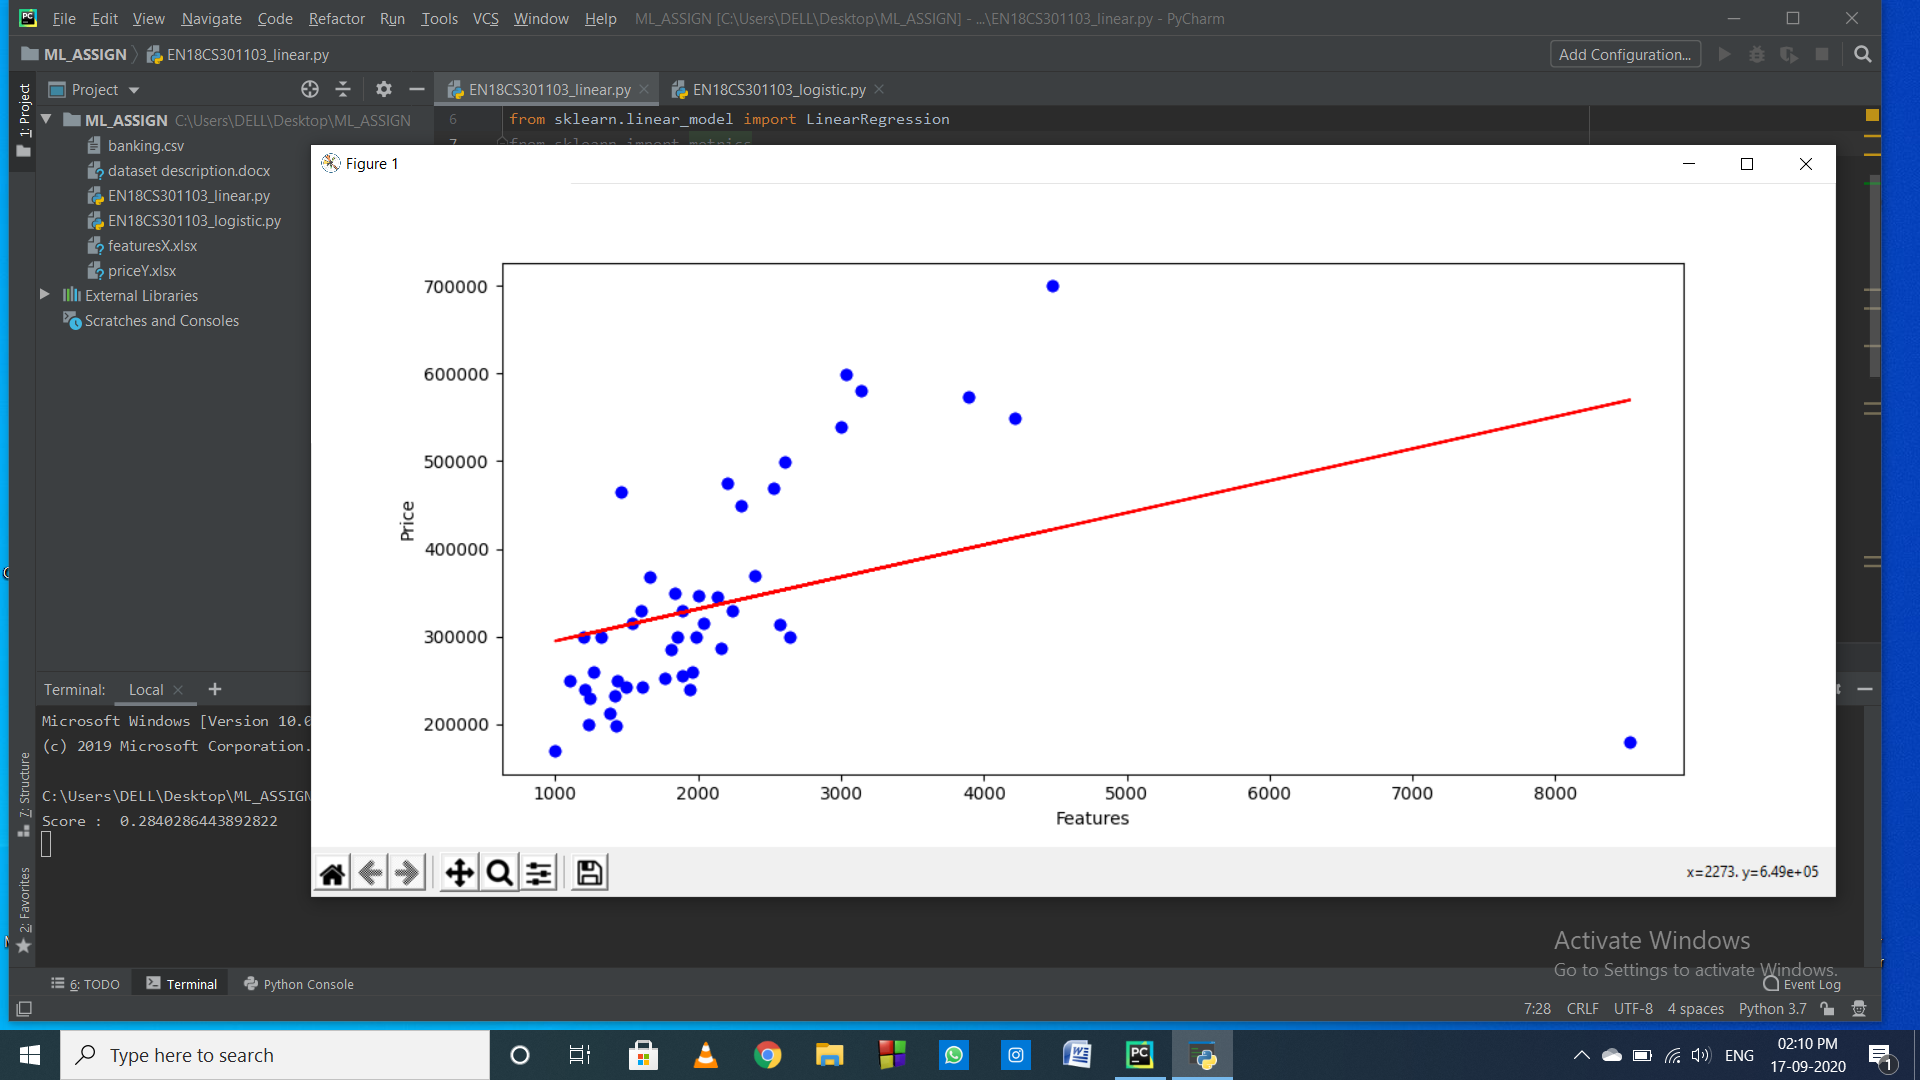 File Edit View Navigate Code Refactor Run Tools VCS Window Help ML_ASSIGN [C:\Users\DELL\Desktop\ML_ASSIGN] - ...\EN18CS301103_linear.py - PyCharm
ML_ASSIGN EN18CS301103_linear.py
Add Configuration...
1: Project
Project
EN18CS301103_linear.py
EN18CS301103_logistic.py
ML_ASSIGN C:\Users\DELL\Desktop\ML_ASSIGN
banking.csv
dataset description.docx
EN18CS301103_linear.py
EN18CS301103_logistic.py
featuresX.xlsx
priceY.xlsx
External Libraries
Scratches and Consoles
6 from sklearn.linear_model import LinearRegression
7 from sklearn import metrics
Figure 1
700000
600000
500000
400000
300000
200000
Price
1000 2000 3000 4000 5000 6000 7000 8000
Features
x=2273. y=6.49e+05
Terminal: Local
Microsoft Windows [Version 10.0
(c) 2019 Microsoft Corporation.
C:\Users\DELL\Desktop\ML_ASSIGN
Score : 0.2840286443892822
7: Structure
2: Favorites
Activate Windows
Go to Settings to activate Windows.
6: TODO Terminal Python Console
Event Log
7:28 CRLF UTF-8 4 spaces Python 3.7
Type here to search
ENG
02:10 PM
17-09-2020
1